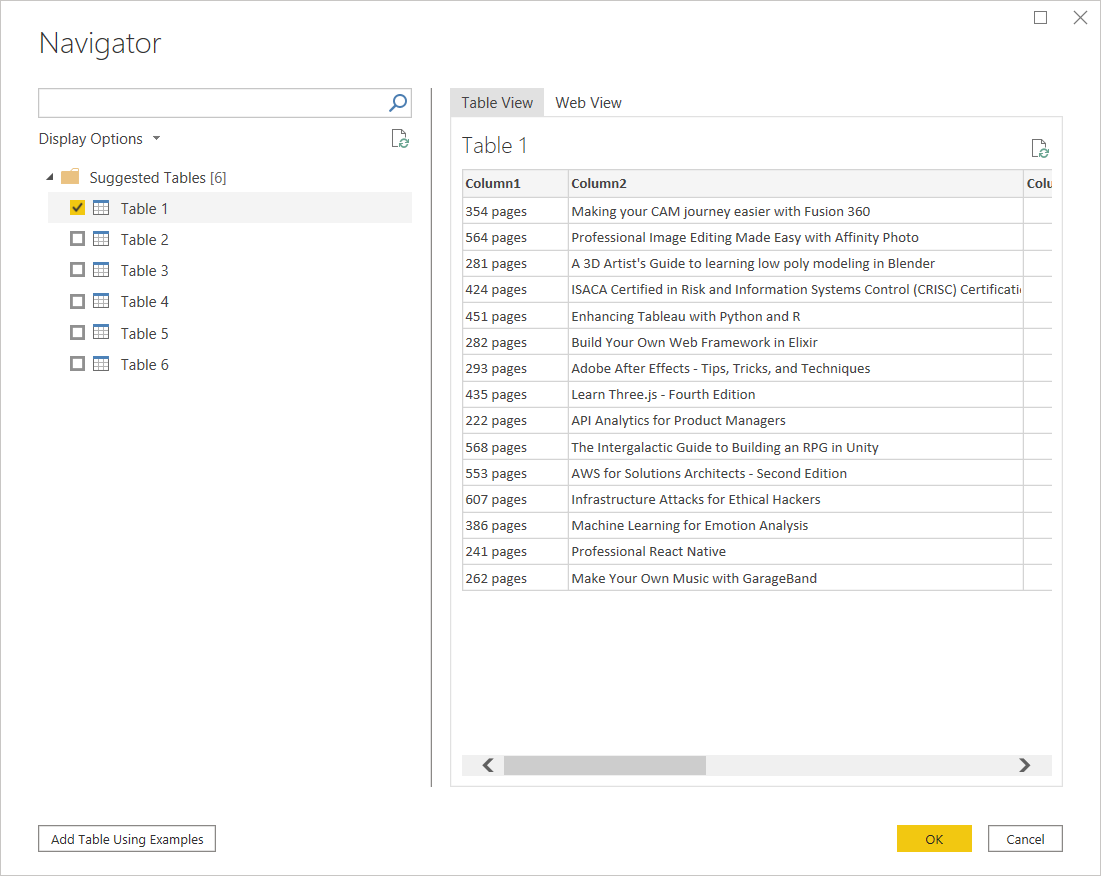 Navigator
Display Options
Suggested Tables [6]
Table 1
Table 2
Table 3
Table 4
Table 5
Table 6
Table View Web View
Table 1
Column1 Column2 Colu
354 pages Making your CAM journey easier with Fusion 360
564 pages Professional Image Editing Made Easy with Affinity Photo
281 pages A 3D Artist's Guide to learning low poly modeling in Blender
424 pages ISACA Certified in Risk and Information Systems Control (CRISC) Certificati
451 pages Enhancing Tableau with Python and R
282 pages Build Your Own Web Framework in Elixir
293 pages Adobe After Effects - Tips, Tricks, and Techniques
435 pages Learn Three.js - Fourth Edition
222 pages API Analytics for Product Managers
568 pages The Intergalactic Guide to Building an RPG in Unity
553 pages AWS for Solutions Architects - Second Edition
607 pages Infrastructure Attacks for Ethical Hackers
386 pages Machine Learning for Emotion Analysis
241 pages Professional React Native
262 pages Make Your Own Music with GarageBand
Add Table Using Examples OK Cancel